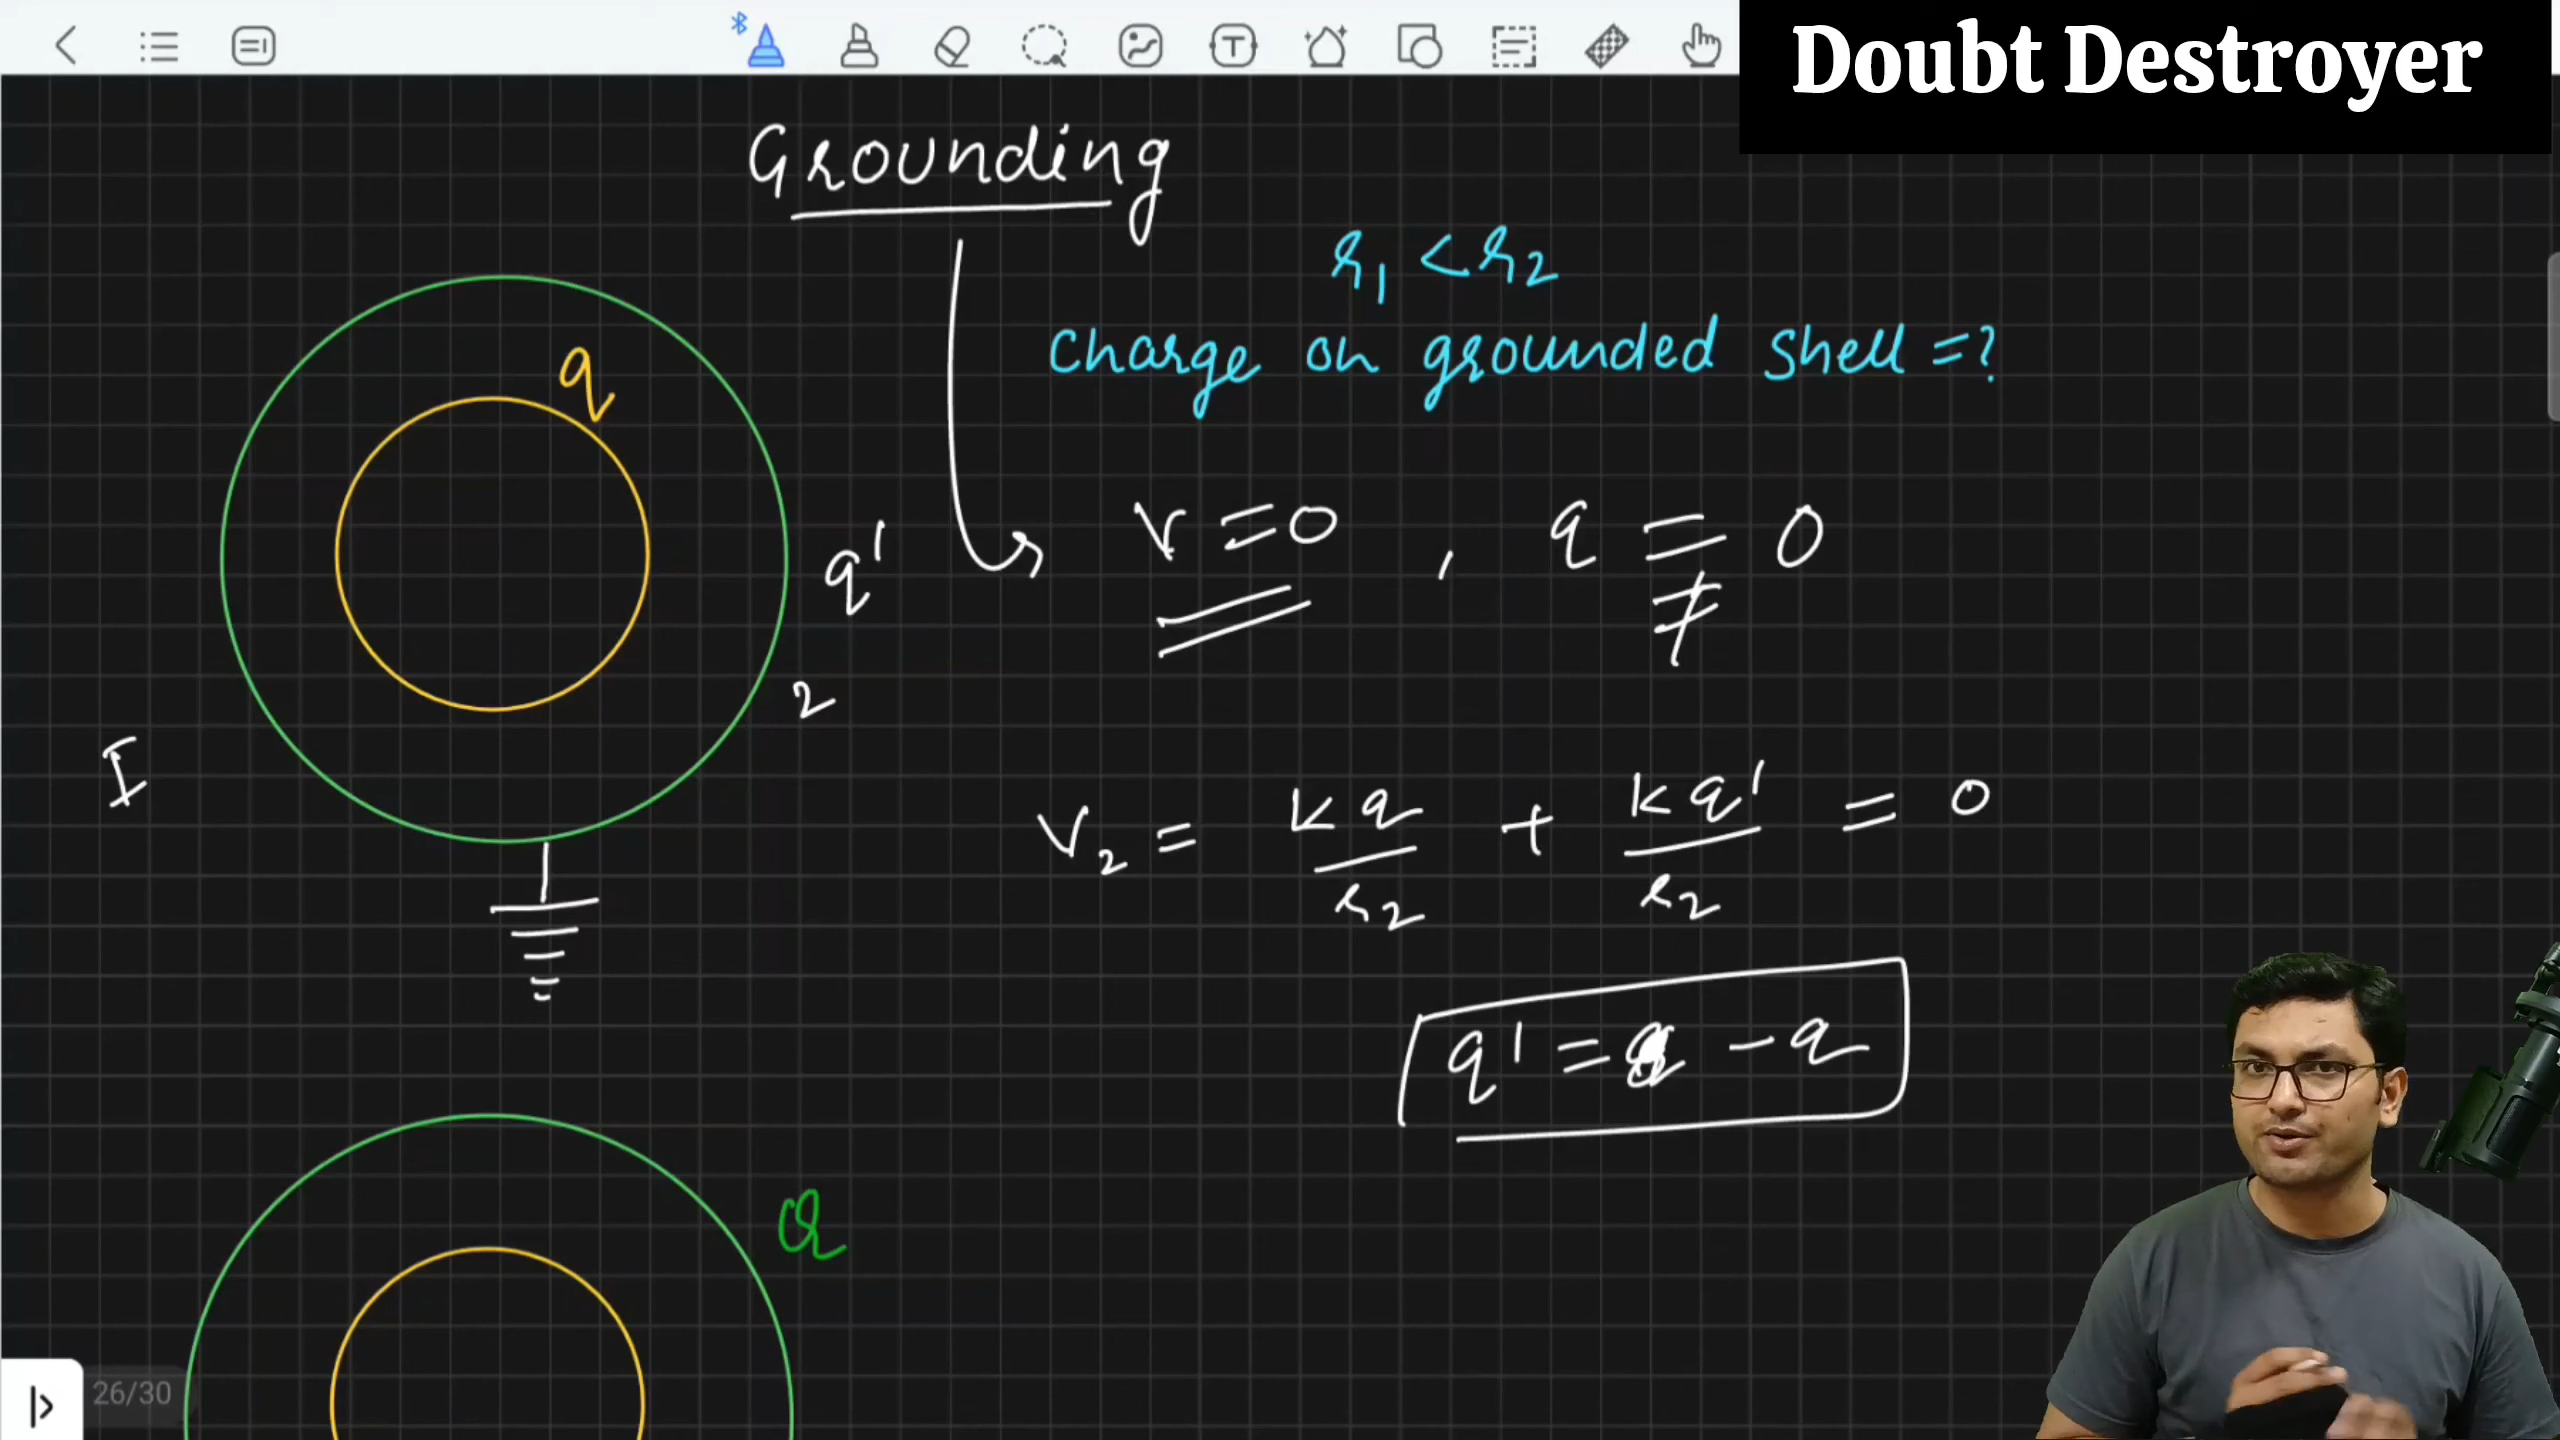 Doubt Destroyer
Grounding
r₁ < r₂
charge on grounded shell = ?
q
V = 0 , q = 0
≠
q'
2
I
V₂ = kq/r₂ + kq'/r₂ = 0
q' = - q
Q
26/30